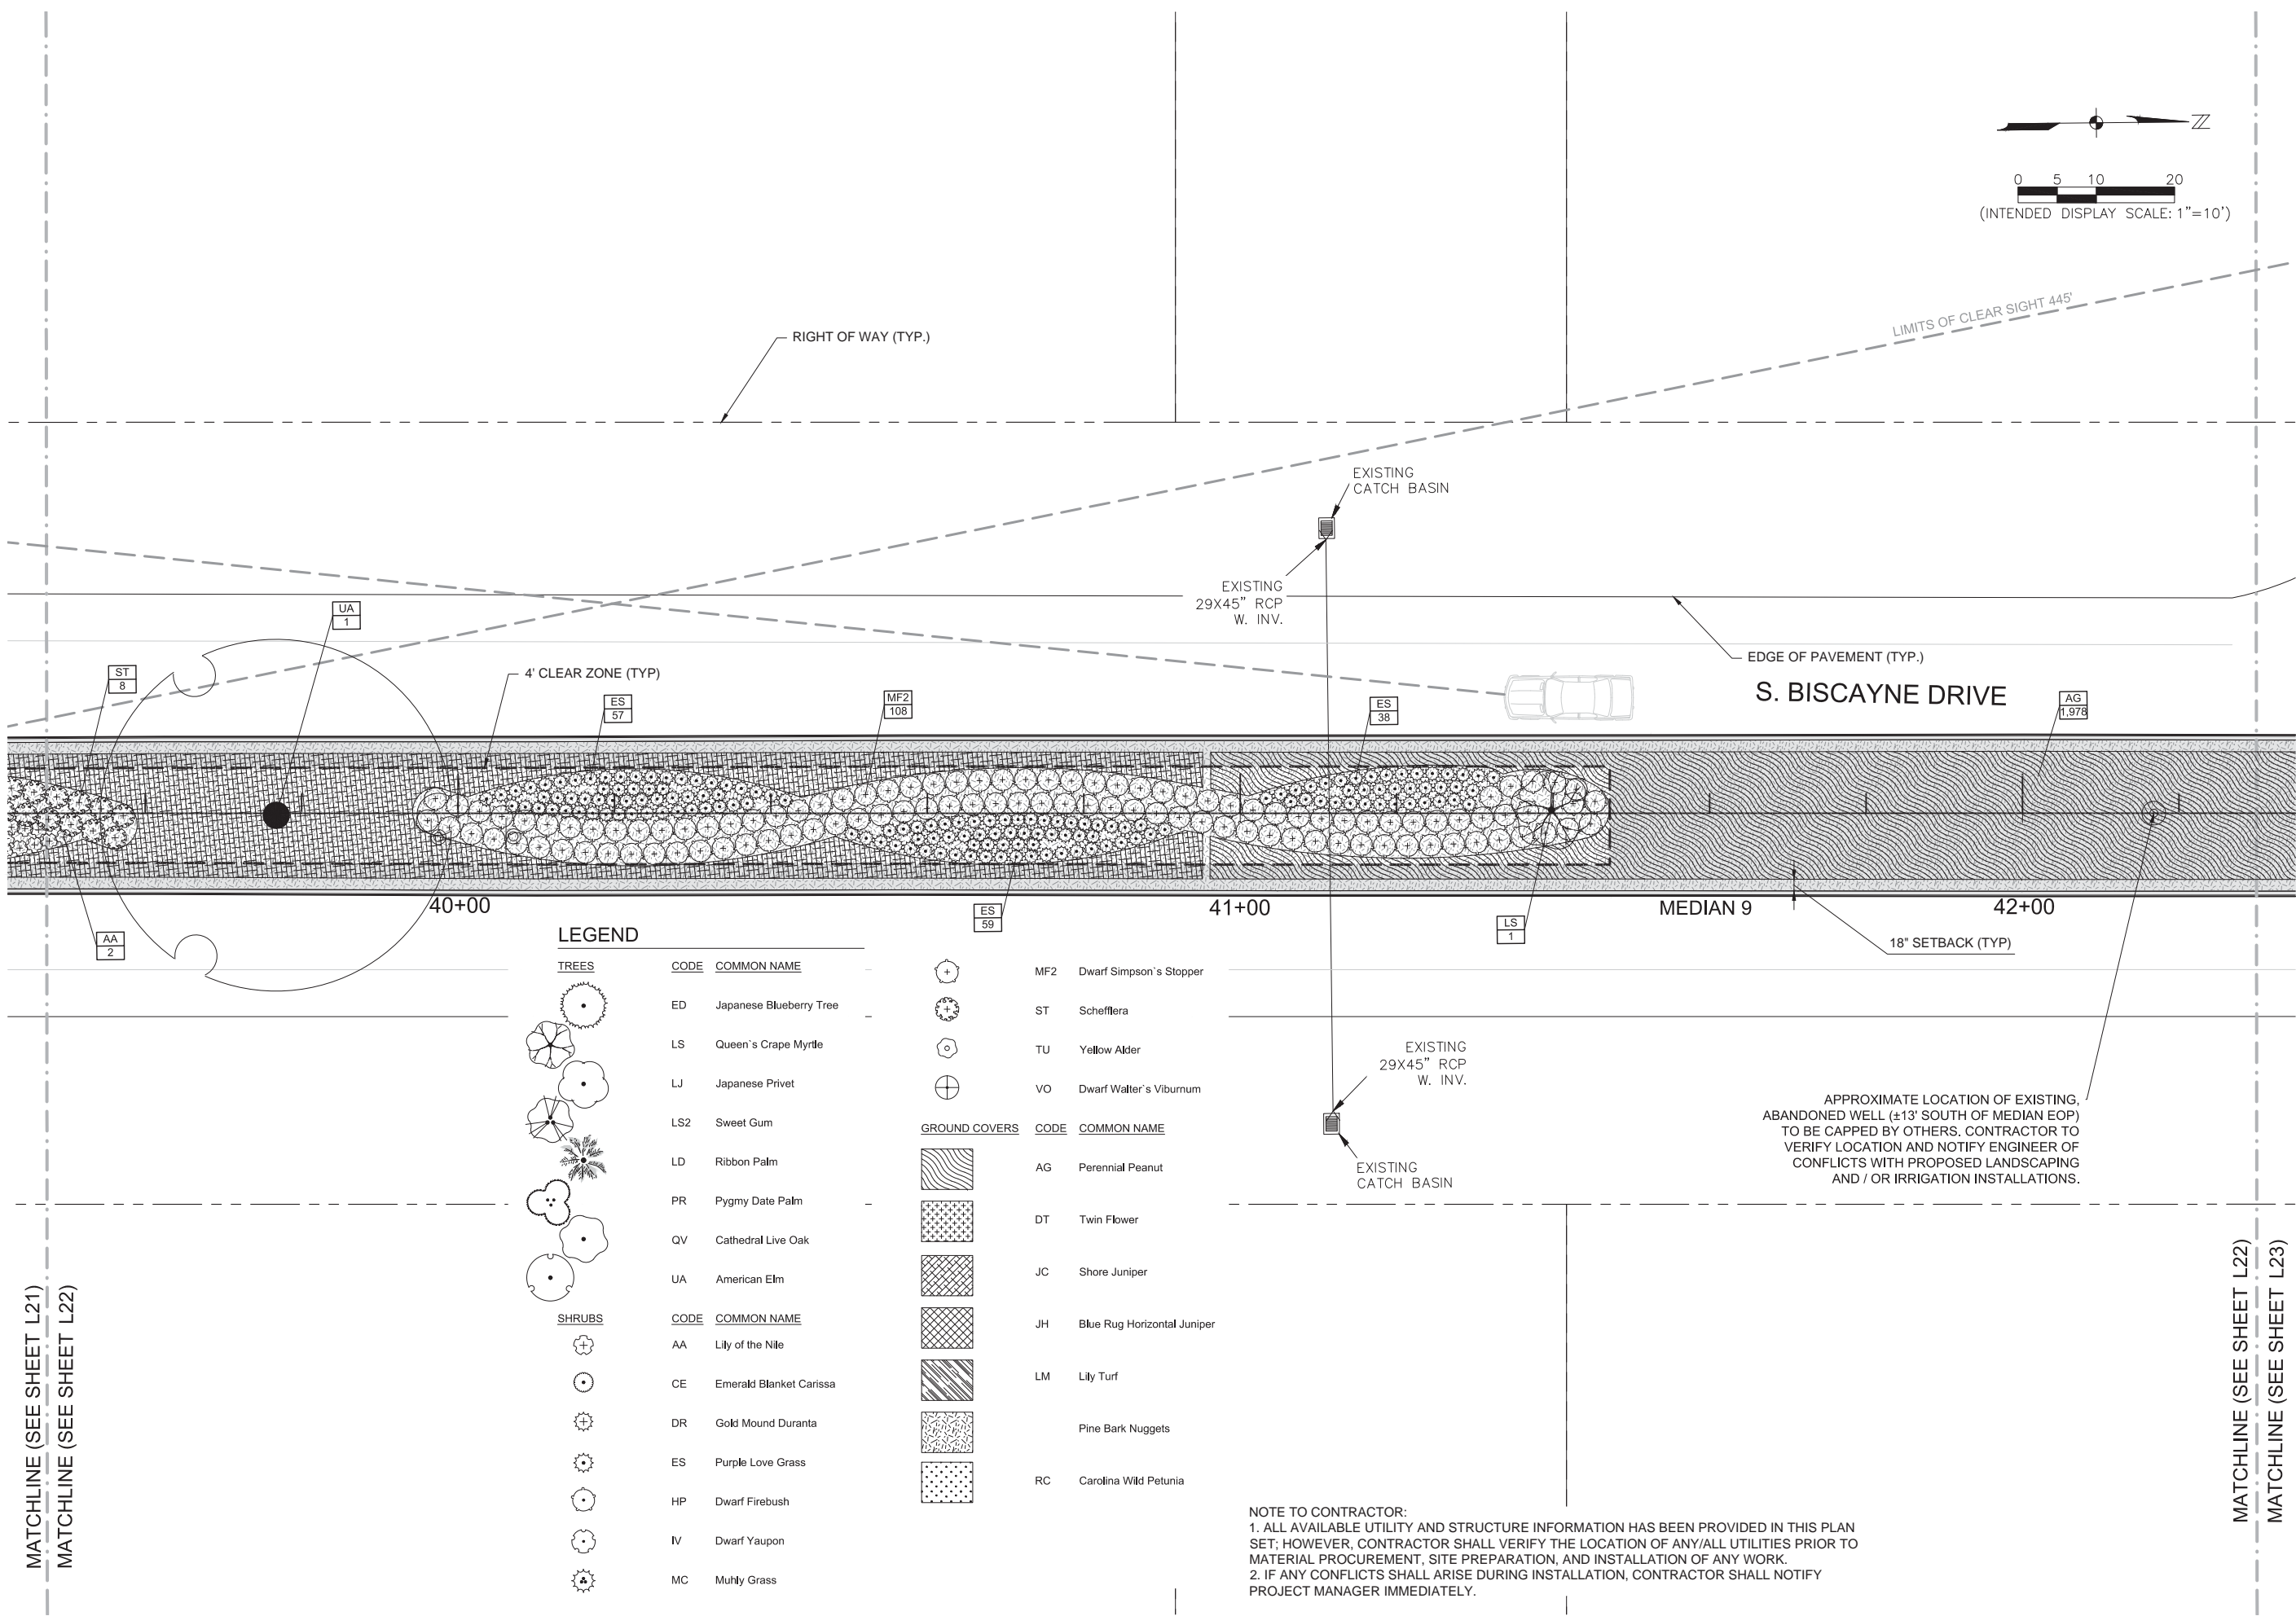 Z
0 5 10 20
(INTENDED DISPLAY SCALE: 1"=10')
LIMITS OF CLEAR SIGHT 445'
RIGHT OF WAY (TYP.)
EXISTING
CATCH BASIN
EXISTING
29X45" RCP
W. INV.
UA
1
EDGE OF PAVEMENT (TYP.)
ST
8
4' CLEAR ZONE (TYP)
ES
57
MF2
108
ES
38
S. BISCAYNE DRIVE
AG
1,978
40+00
41+00
MEDIAN 9
42+00
AA
2
ES
59
LS
1
18" SETBACK (TYP)
LEGEND
TREES CODE COMMON NAME
ED Japanese Blueberry Tree
LS Queen`s Crape Myrtle
LJ Japanese Privet
LS2 Sweet Gum
LD Ribbon Palm
PR Pygmy Date Palm
QV Cathedral Live Oak
UA American Elm
SHRUBS CODE COMMON NAME
AA Lily of the Nile
CE Emerald Blanket Carissa
DR Gold Mound Duranta
ES Purple Love Grass
HP Dwarf Firebush
IV Dwarf Yaupon
MC Muhly Grass
MF2 Dwarf Simpson`s Stopper
ST Schefflera
TU Yellow Alder
VO Dwarf Walter`s Viburnum
GROUND COVERS CODE COMMON NAME
AG Perennial Peanut
DT Twin Flower
JC Shore Juniper
JH Blue Rug Horizontal Juniper
LM Lily Turf
Pine Bark Nuggets
RC Carolina Wild Petunia
EXISTING
29X45" RCP
W. INV.
EXISTING
CATCH BASIN
APPROXIMATE LOCATION OF EXISTING,
ABANDONED WELL (±13' SOUTH OF MEDIAN EOP)
TO BE CAPPED BY OTHERS. CONTRACTOR TO
VERIFY LOCATION AND NOTIFY ENGINEER OF
CONFLICTS WITH PROPOSED LANDSCAPING
AND / OR IRRIGATION INSTALLATIONS.
MATCHLINE (SEE SHEET L21)
MATCHLINE (SEE SHEET L22)
MATCHLINE (SEE SHEET L22)
MATCHLINE (SEE SHEET L23)
NOTE TO CONTRACTOR:
1. ALL AVAILABLE UTILITY AND STRUCTURE INFORMATION HAS BEEN PROVIDED IN THIS PLAN
SET; HOWEVER, CONTRACTOR SHALL VERIFY THE LOCATION OF ANY/ALL UTILITIES PRIOR TO
MATERIAL PROCUREMENT, SITE PREPARATION, AND INSTALLATION OF ANY WORK.
2. IF ANY CONFLICTS SHALL ARISE DURING INSTALLATION, CONTRACTOR SHALL NOTIFY
PROJECT MANAGER IMMEDIATELY.